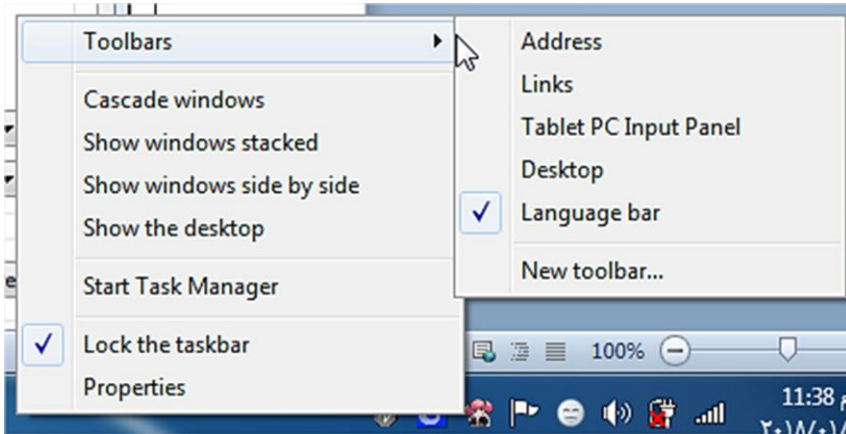 Toolbars
Cascade windows
Show windows stacked
Show windows side by side
Show the desktop
Start Task Manager
Lock the taskbar
Properties
Address
Links
Tablet PC Input Panel
Desktop
Language bar
New toolbar...
100%
11:38 م